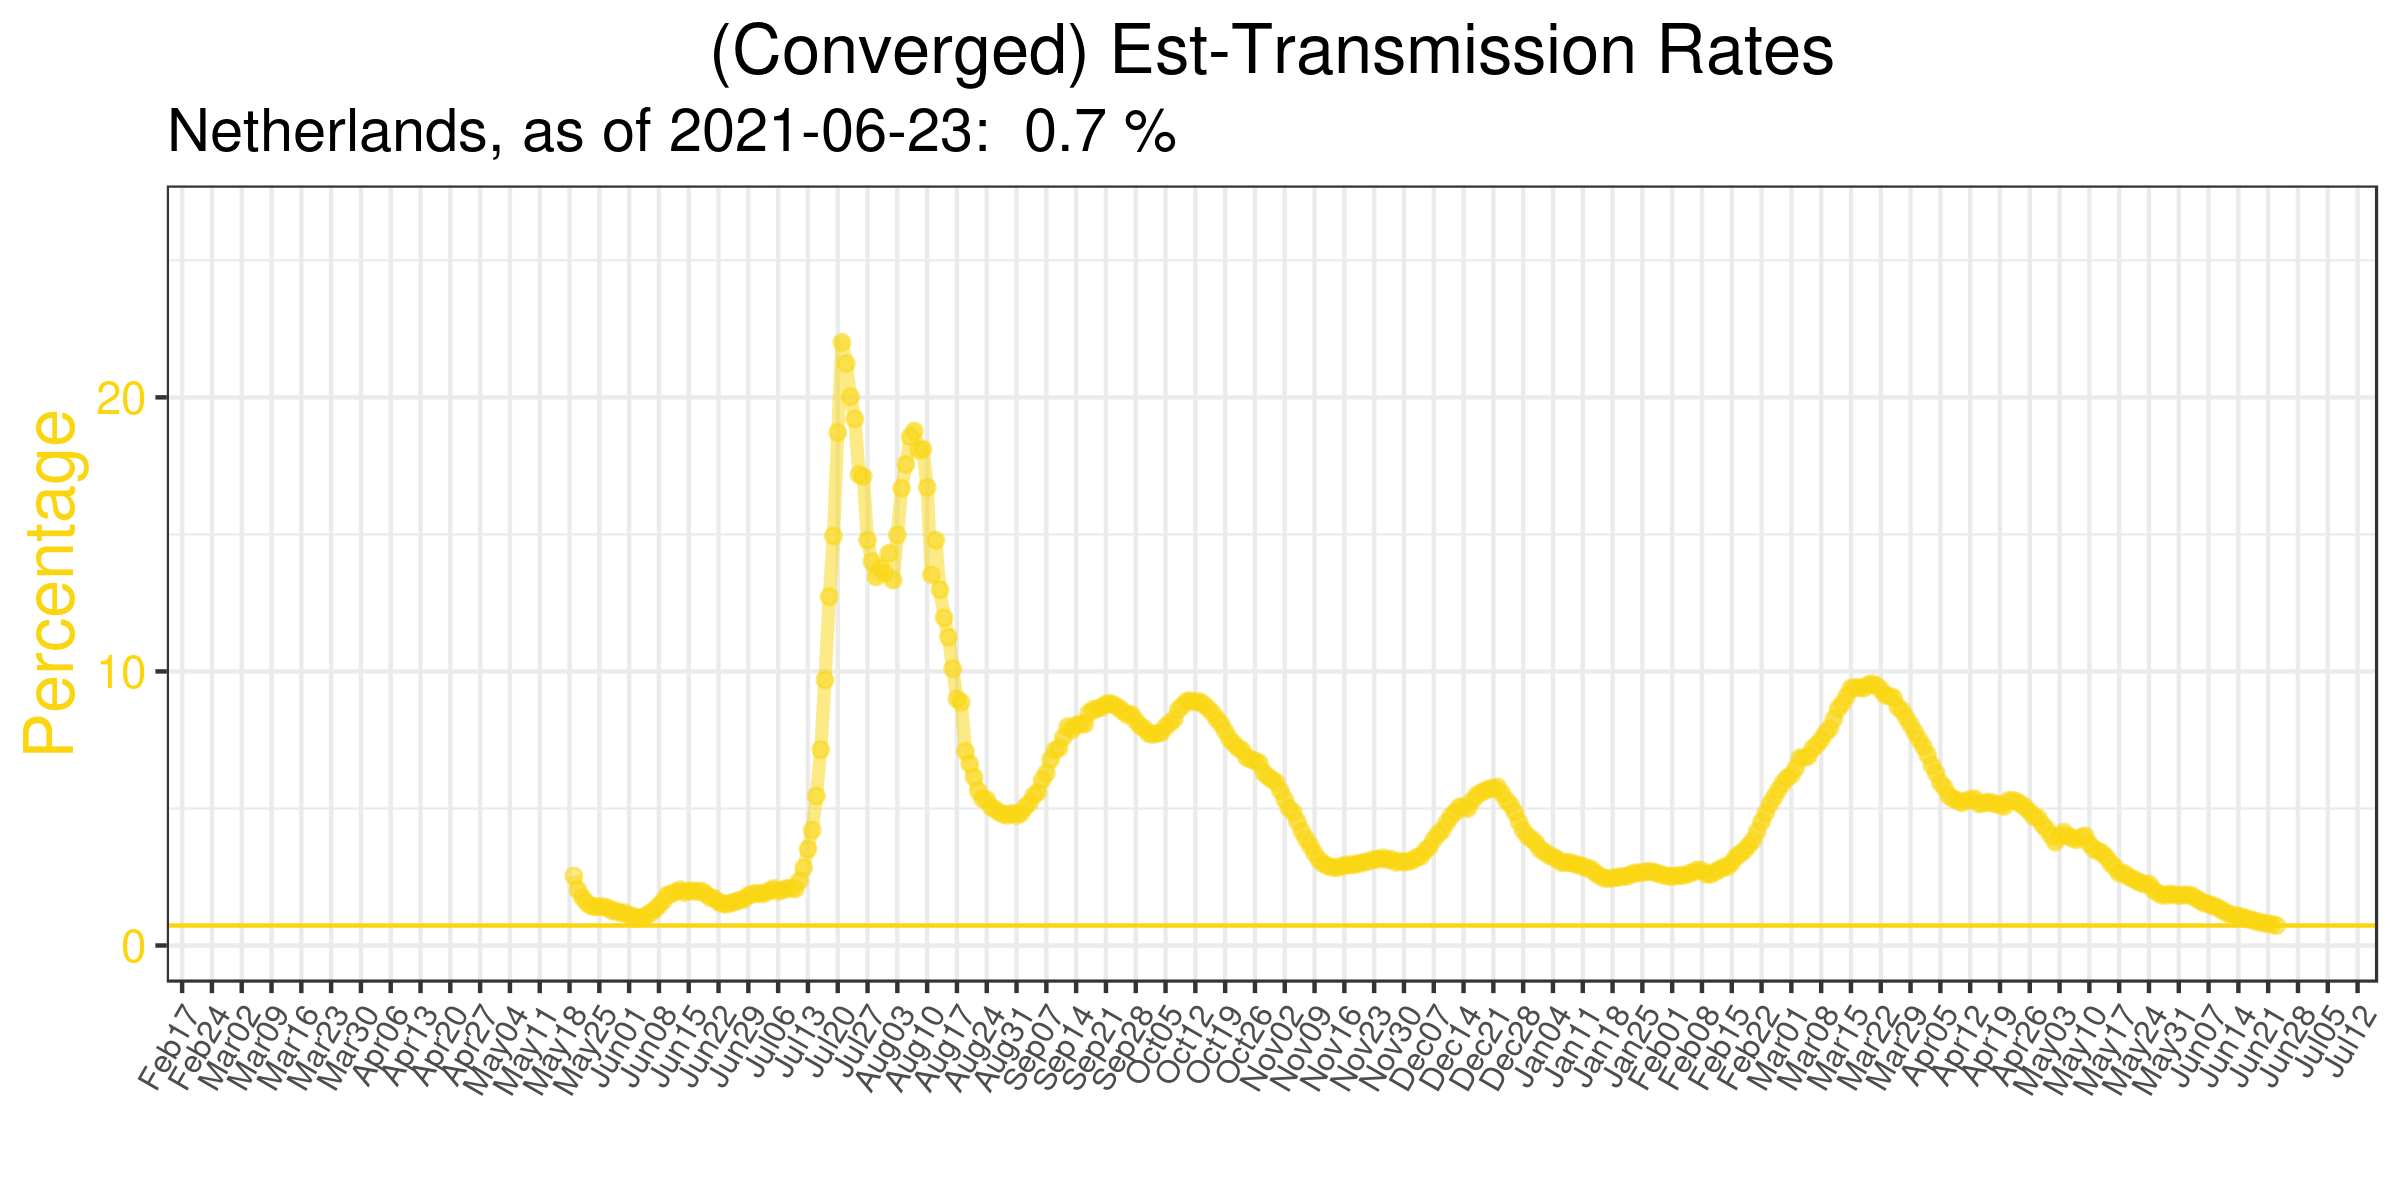 (Converged) Est-Transmission Rates
Netherlands, as of 2021-06-23: 0.7 %
Percentage
20
10
0
Feb17 Feb24 Mar02 Mar09 Mar16 Mar23 Mar30 Apr06 Apr13 Apr20 Apr27 May04 May11 May18 May25 Jun01 Jun08 Jun15 Jun22 Jun29 Jul06 Jul13 Jul20 Jul27 Aug03 Aug10 Aug17 Aug24 Aug31 Sep07 Sep14 Sep21 Sep28 Oct05 Oct12 Oct19 Oct26 Nov02 Nov09 Nov16 Nov23 Nov30 Dec07 Dec14 Dec21 Dec28 Jan04 Jan11 Jan18 Jan25 Feb01 Feb08 Feb15 Feb22 Mar01 Mar08 Mar15 Mar22 Mar29 Apr05 Apr12 Apr19 Apr26 May03 May10 May17 May24 May31 Jun07 Jun14 Jun21 Jun28 Jul05 Jul12